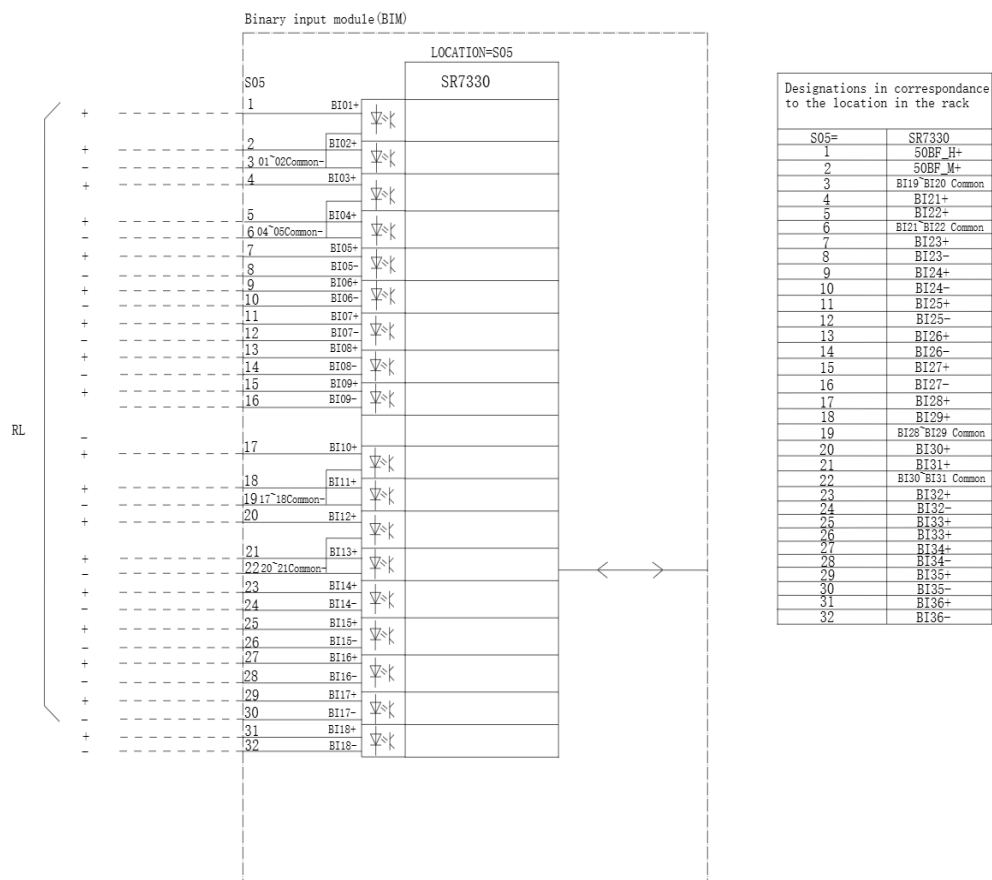 Binary input module(BIM)
LOCATION=S05
S05
SR7330
1 BI01+
2 BI02+
3 01~02Common-
4 BI03+
5 BI04+
6 04~05Common-
7 BI05+
8 BI05-
9 BI06+
10 BI06-
11 BI07+
12 BI07-
13 BI08+
14 BI08-
15 BI09+
16 BI09-
17 BI10+
18 BI11+
19 17~18Common-
20 BI12+
21 BI13+
22 20~21Common-
23 BI14+
24 BI14-
25 BI15+
26 BI15-
27 BI16+
28 BI16-
29 BI17+
30 BI17-
31 BI18+
32 BI18-
RL
+
+
-
+
+
-
+
-
+
-
+
-
+
-
+
-
+
+
-
+
+
-
+
-
+
-
+
-
+
-
+
-
Designations in correspondance
to the location in the rack
S05= SR7330
1 50BF_H+
2 50BF_M+
3 BI19~BI20 Common
4 BI21+
5 BI22+
6 BI21~BI22 Common
7 BI23+
8 BI23-
9 BI24+
10 BI24-
11 BI25+
12 BI25-
13 BI26+
14 BI26-
15 BI27+
16 BI27-
17 BI28+
18 BI29+
19 BI28~BI29 Common
20 BI30+
21 BI31+
22 BI30~BI31 Common
23 BI32+
24 BI32-
25 BI33+
26 BI33+
27 BI34+
28 BI34-
29 BI35+
30 BI35-
31 BI36+
32 BI36-